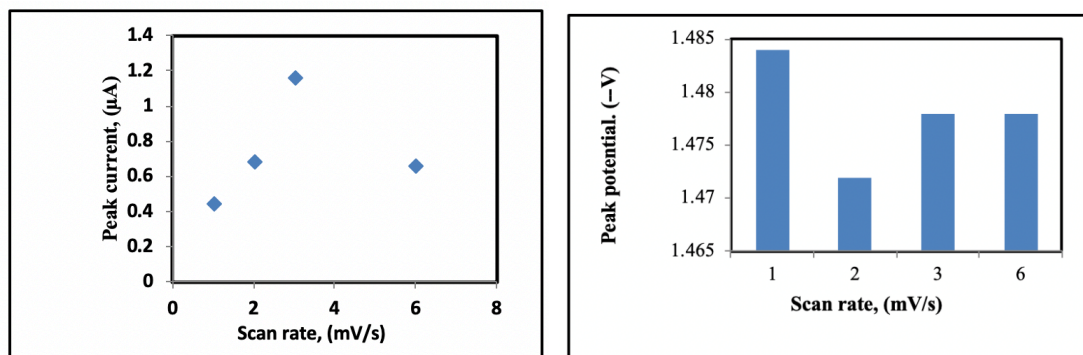 1.4
1.2
1
0.8
0.6
0.4
0.2
0
Peak current, (µA)
0 2 4 6 8
Scan rate, (mV/s)
1.485
1.48
1.475
1.47
1.465
Peak potential. (−V)
1 2 3 6
Scan rate, (mV/s)